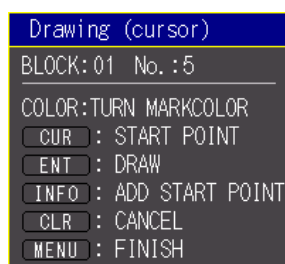 Drawing (cursor)
BLOCK:01 No.:5
COLOR:TURN MARKCOLOR
CUR : START POINT
ENT : DRAW
INFO : ADD START POINT
CLR : CANCEL
MENU : FINISH